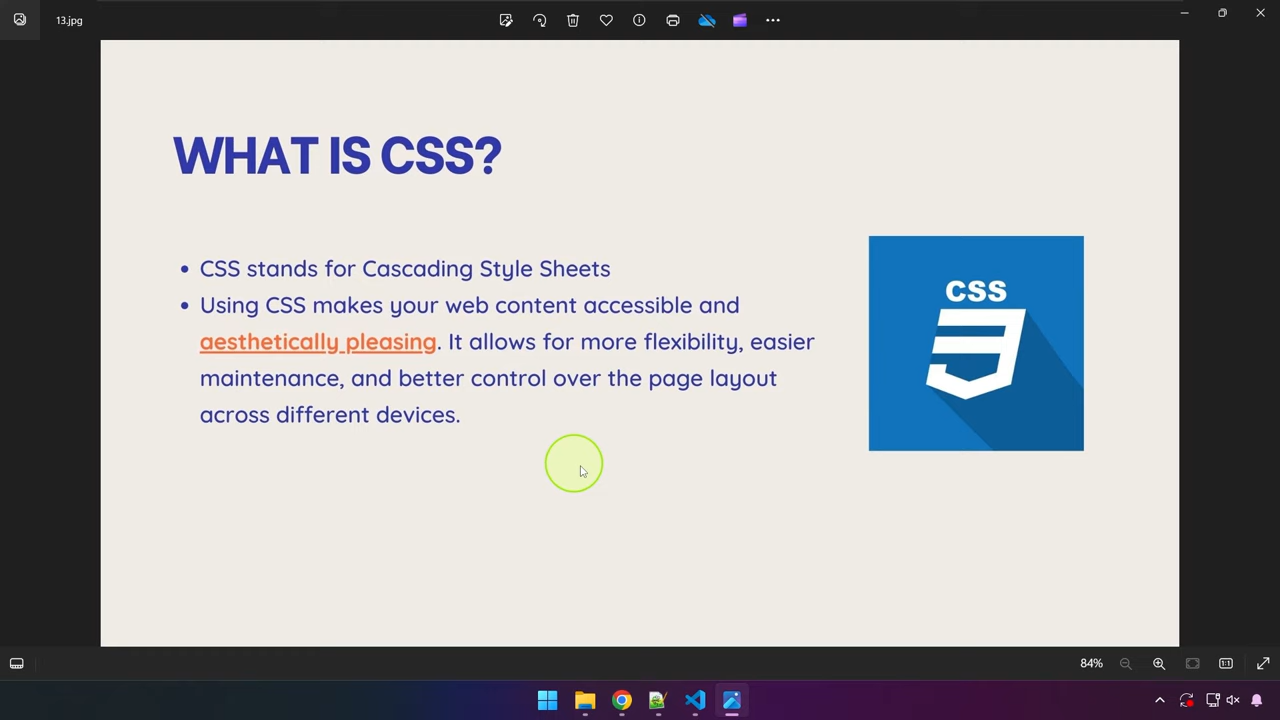 13.jpg
WHAT IS CSS?
• CSS stands for Cascading Style Sheets
• Using CSS makes your web content accessible and
aesthetically pleasing. It allows for more flexibility, easier
maintenance, and better control over the page layout
across different devices.
CSS
84%